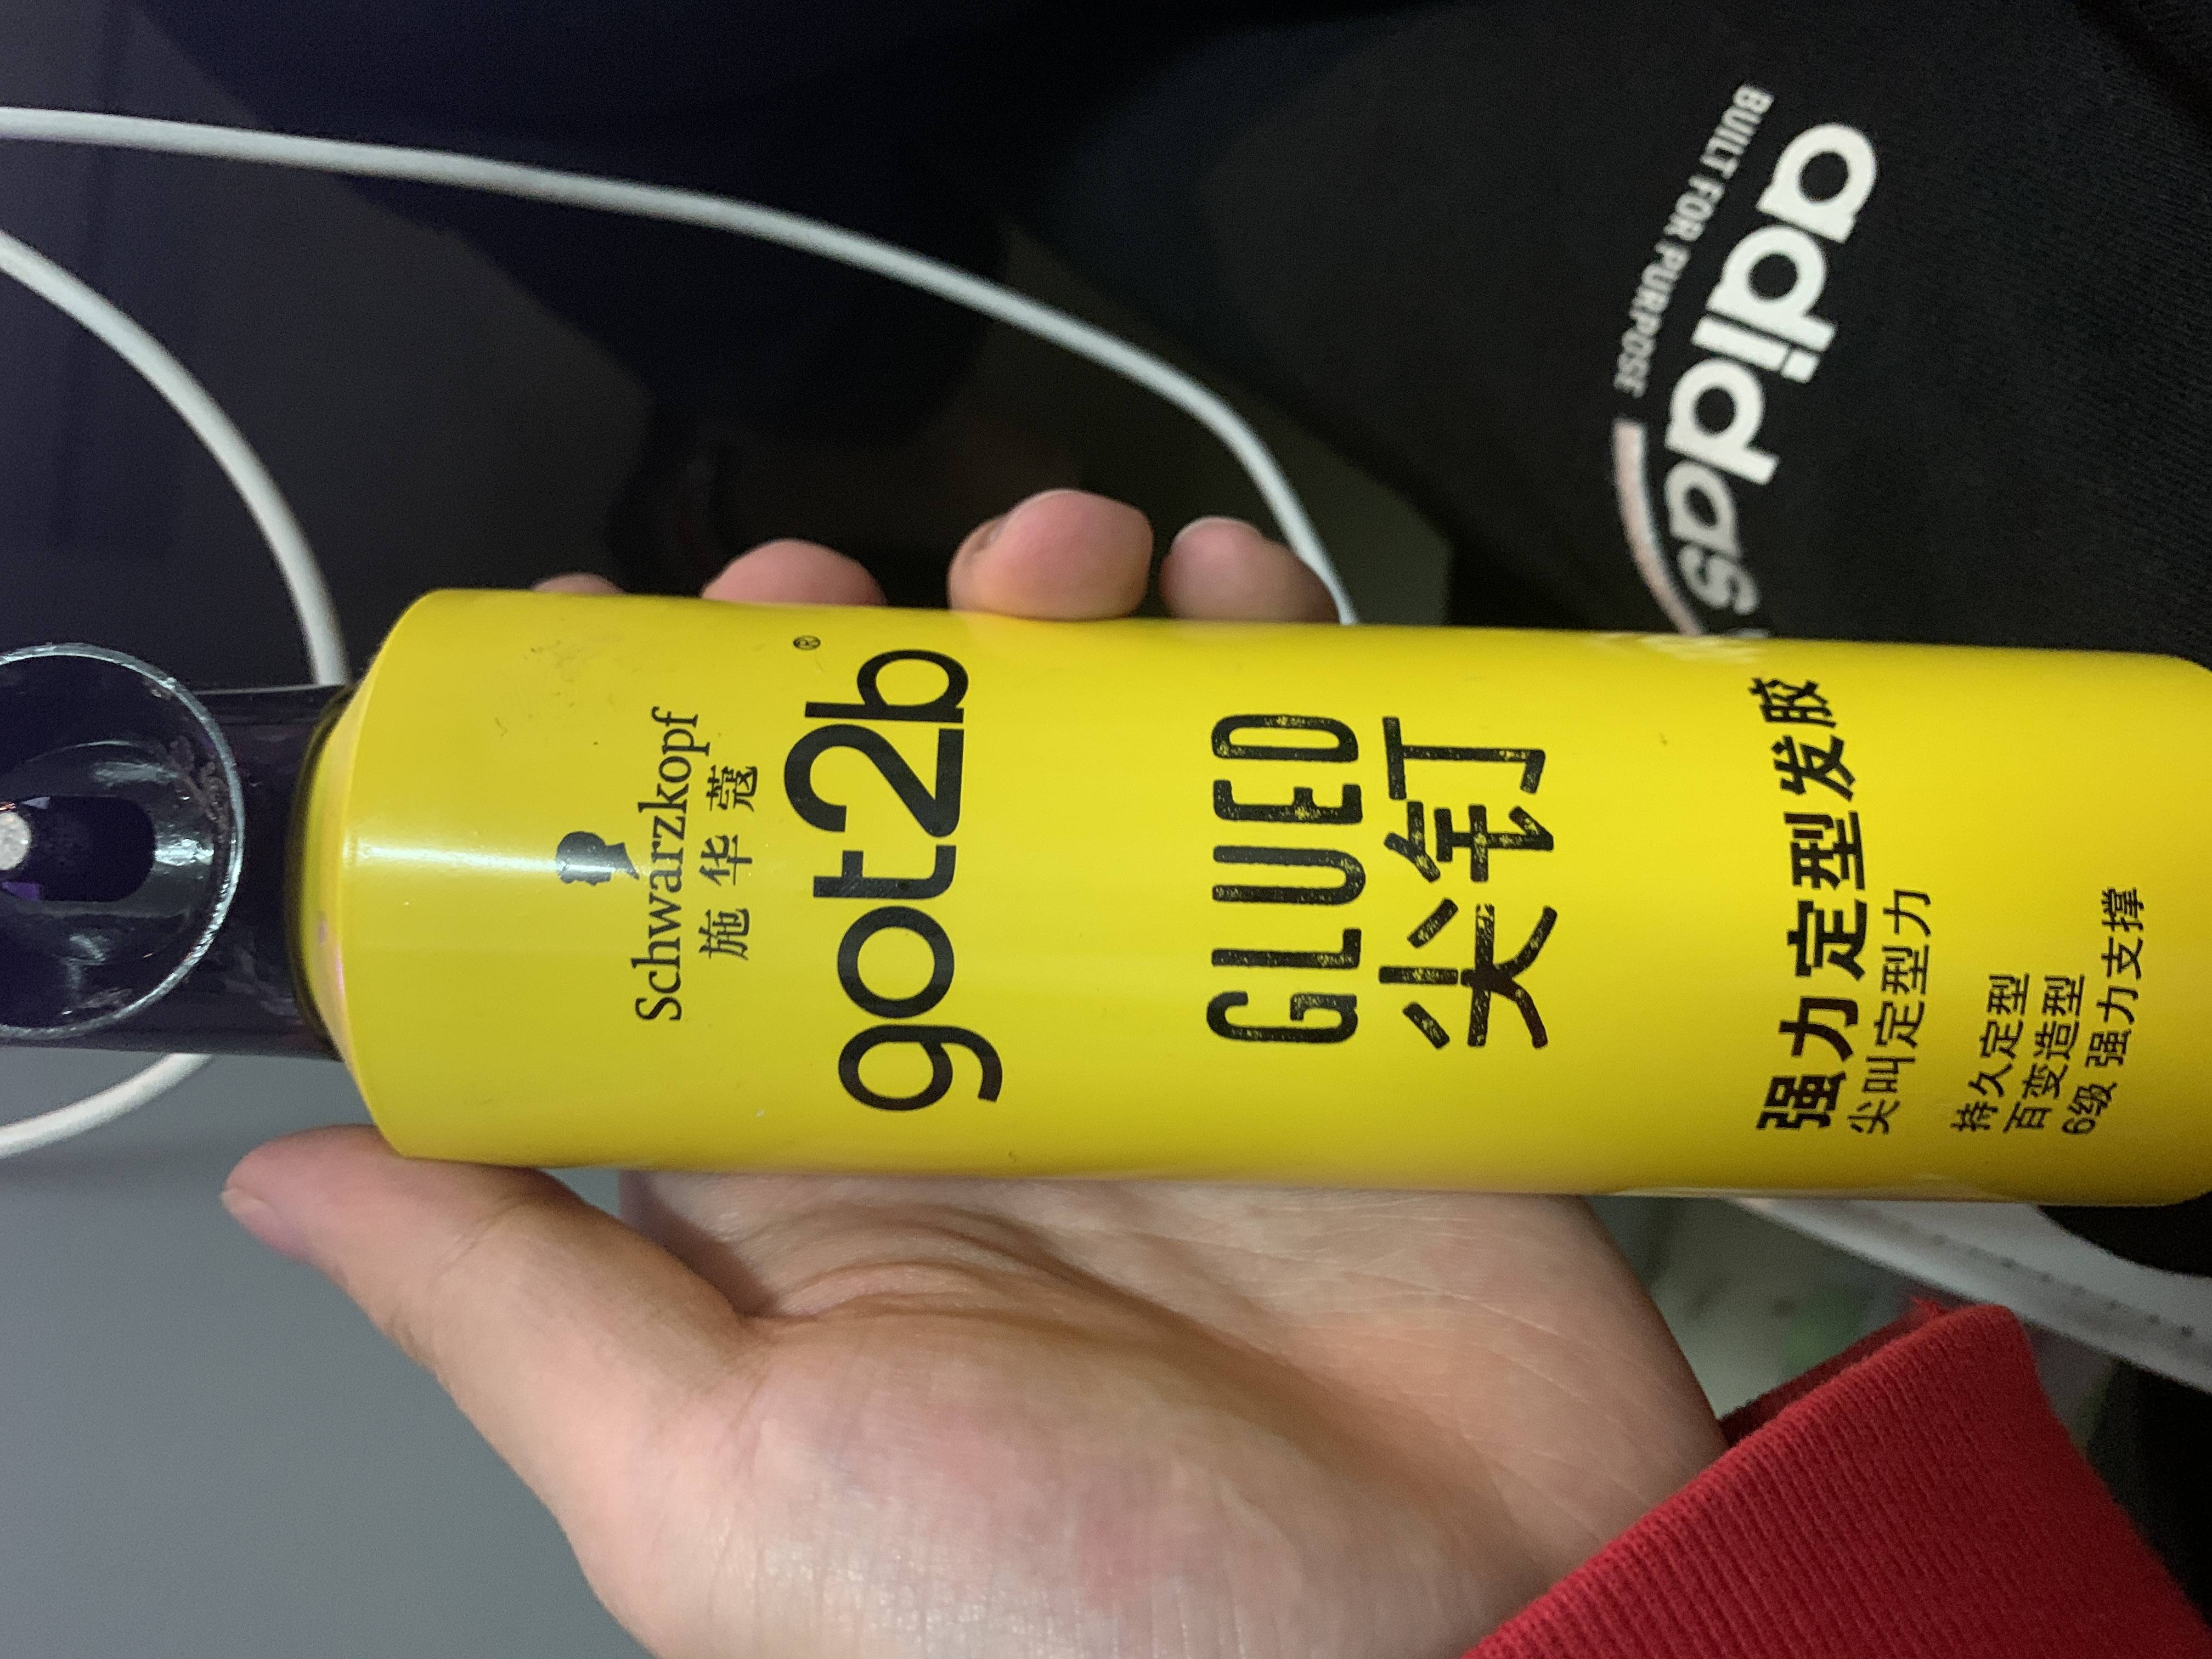 Schwarzkopf
施华蔻
got2b®
GLUED
尖钉
强力定型发胶
尖叫定型力
持久定型
百变造型
6级 强力支撑
adidas
BUILT FOR PURPOSE